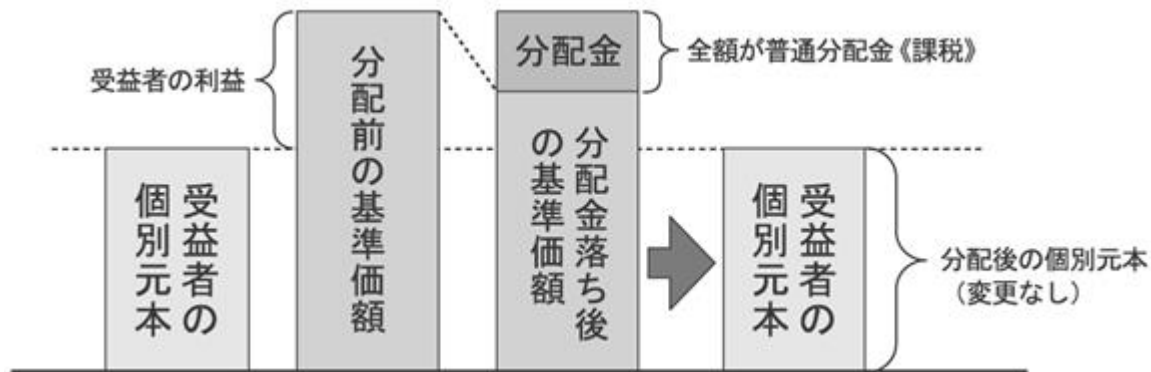 受益者の利益
受益者の
個別元本
分配前の基準価額
分配金
全額が普通分配金《課税》
分配金落ち後
の基準価額
受益者の
個別元本
分配後の個別元本
（変更なし）